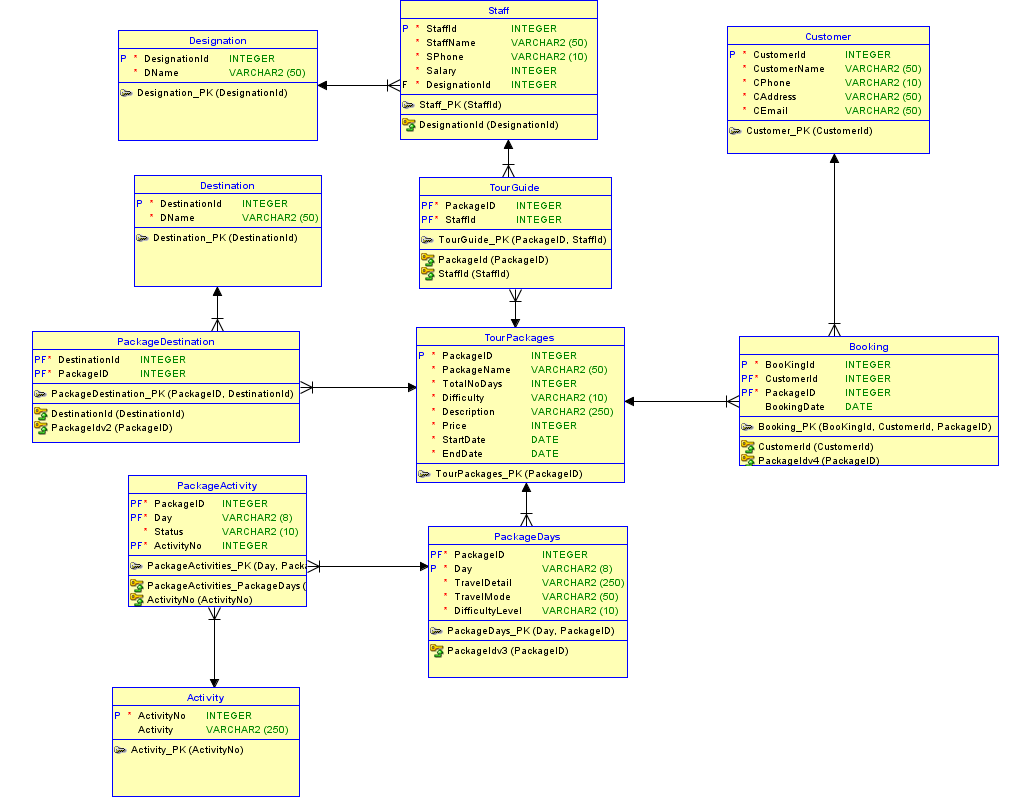 Designation
P * DesignationId INTEGER
* DName VARCHAR2 (50)
Designation_PK (DesignationId)
Staff
P * StaffId INTEGER
* StaffName VARCHAR2 (50)
* SPhone VARCHAR2 (10)
* Salary INTEGER
F * DesignationId INTEGER
Staff_PK (StaffId)
DesignationId (DesignationId)
Customer
P * CustomerId INTEGER
* CustomerName VARCHAR2 (50)
* CPhone VARCHAR2 (10)
* CAddress VARCHAR2 (50)
* CEmail VARCHAR2 (50)
Customer_PK (CustomerId)
Destination
P * DestinationId INTEGER
* DName VARCHAR2 (50)
Destination_PK (DestinationId)
TourGuide
PF* PackageID INTEGER
PF* StaffId INTEGER
TourGuide_PK (PackageID, StaffId)
PackageId (PackageID)
StaffId (StaffId)
PackageDestination
PF* DestinationId INTEGER
PF* PackageID INTEGER
PackageDestination_PK (PackageID, DestinationId)
DestinationId (DestinationId)
PackageIdv2 (PackageID)
TourPackages
P * PackageID INTEGER
* PackageName VARCHAR2 (50)
* TotalNoDays INTEGER
* Difficulty VARCHAR2 (10)
* Description VARCHAR2 (250)
* Price INTEGER
* StartDate DATE
* EndDate DATE
TourPackages_PK (PackageID)
Booking
P * BooKingId INTEGER
PF* CustomerId INTEGER
PF* PackageID INTEGER
BookingDate DATE
Booking_PK (BooKingId, CustomerId, PackageID)
CustomerId (CustomerId)
PackageIdv4 (PackageID)
PackageActivity
PF* PackageID INTEGER
PF* Day VARCHAR2 (8)
* Status VARCHAR2 (10)
PF* ActivityNo INTEGER
PackageActivities_PK (Day, Packa
PackageActivities_PackageDays (
ActivityNo (ActivityNo)
PackageDays
PF* PackageID INTEGER
P * Day VARCHAR2 (8)
* TravelDetail VARCHAR2 (250)
* TravelMode VARCHAR2 (50)
* DifficultyLevel VARCHAR2 (10)
PackageDays_PK (Day, PackageID)
PackageIdv3 (PackageID)
Activity
P * ActivityNo INTEGER
Activity VARCHAR2 (250)
Activity_PK (ActivityNo)